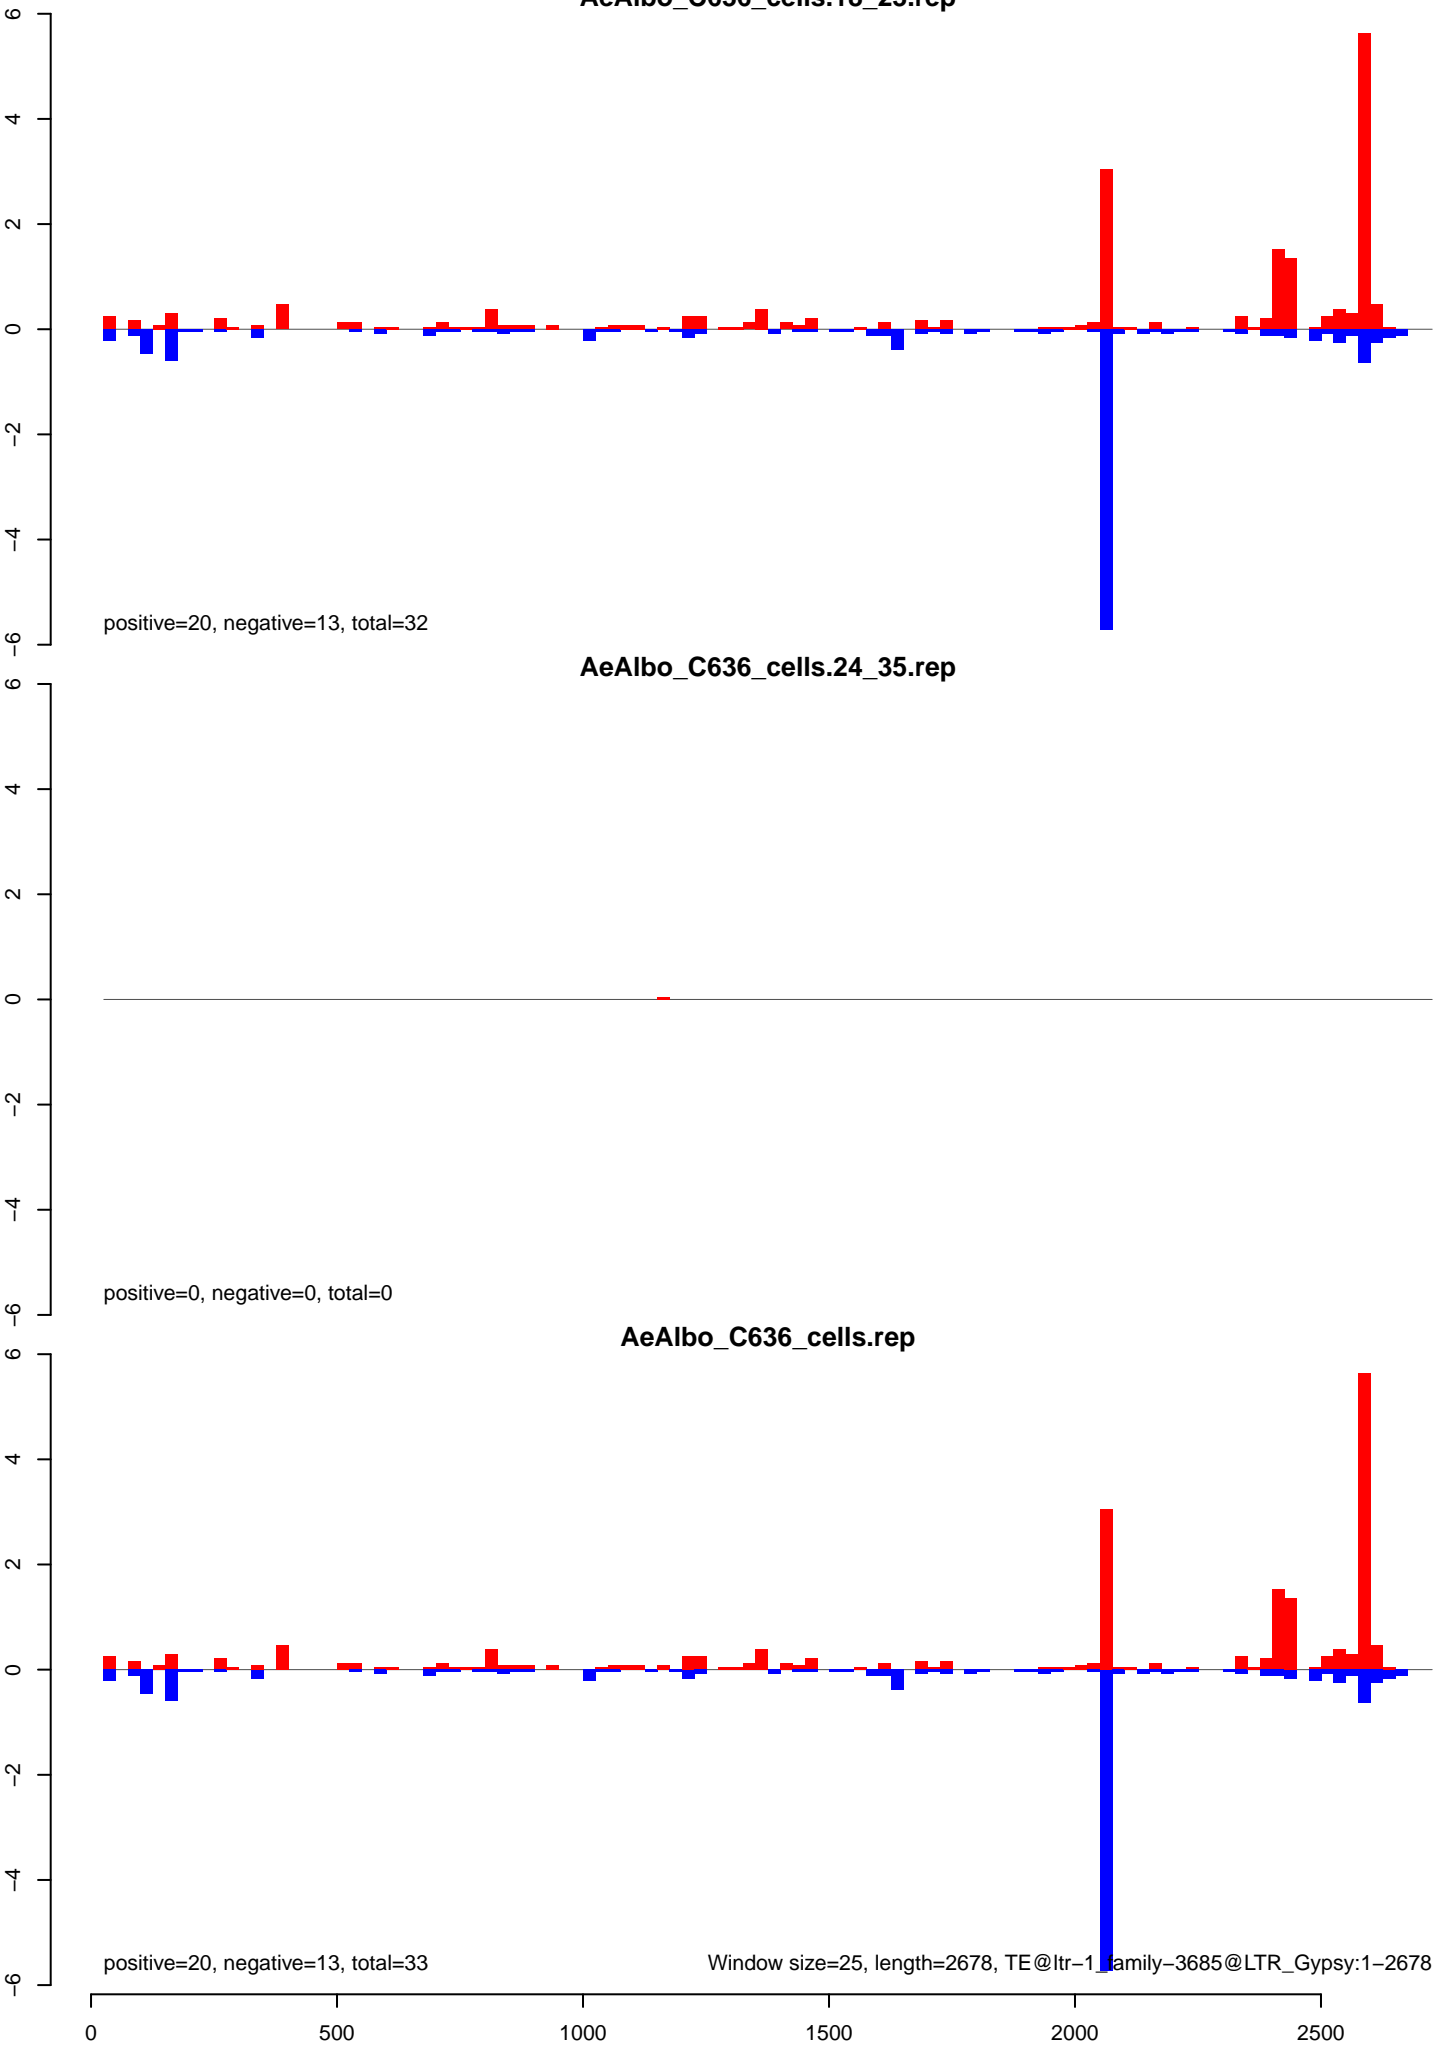 AeAlbo_C636_cells.18_23.rep
6
4
2
0
−2
−4
−6
positive=20, negative=13, total=32
AeAlbo_C636_cells.24_35.rep
6
4
2
0
−2
−4
−6
positive=0, negative=0, total=0
AeAlbo_C636_cells.rep
6
4
2
0
−2
−4
−6
positive=20, negative=13, total=33
Window size=25, length=2678, TE@ltr−1_family−3685@LTR_Gypsy:1−2678
0 500 1000 1500 2000 2500